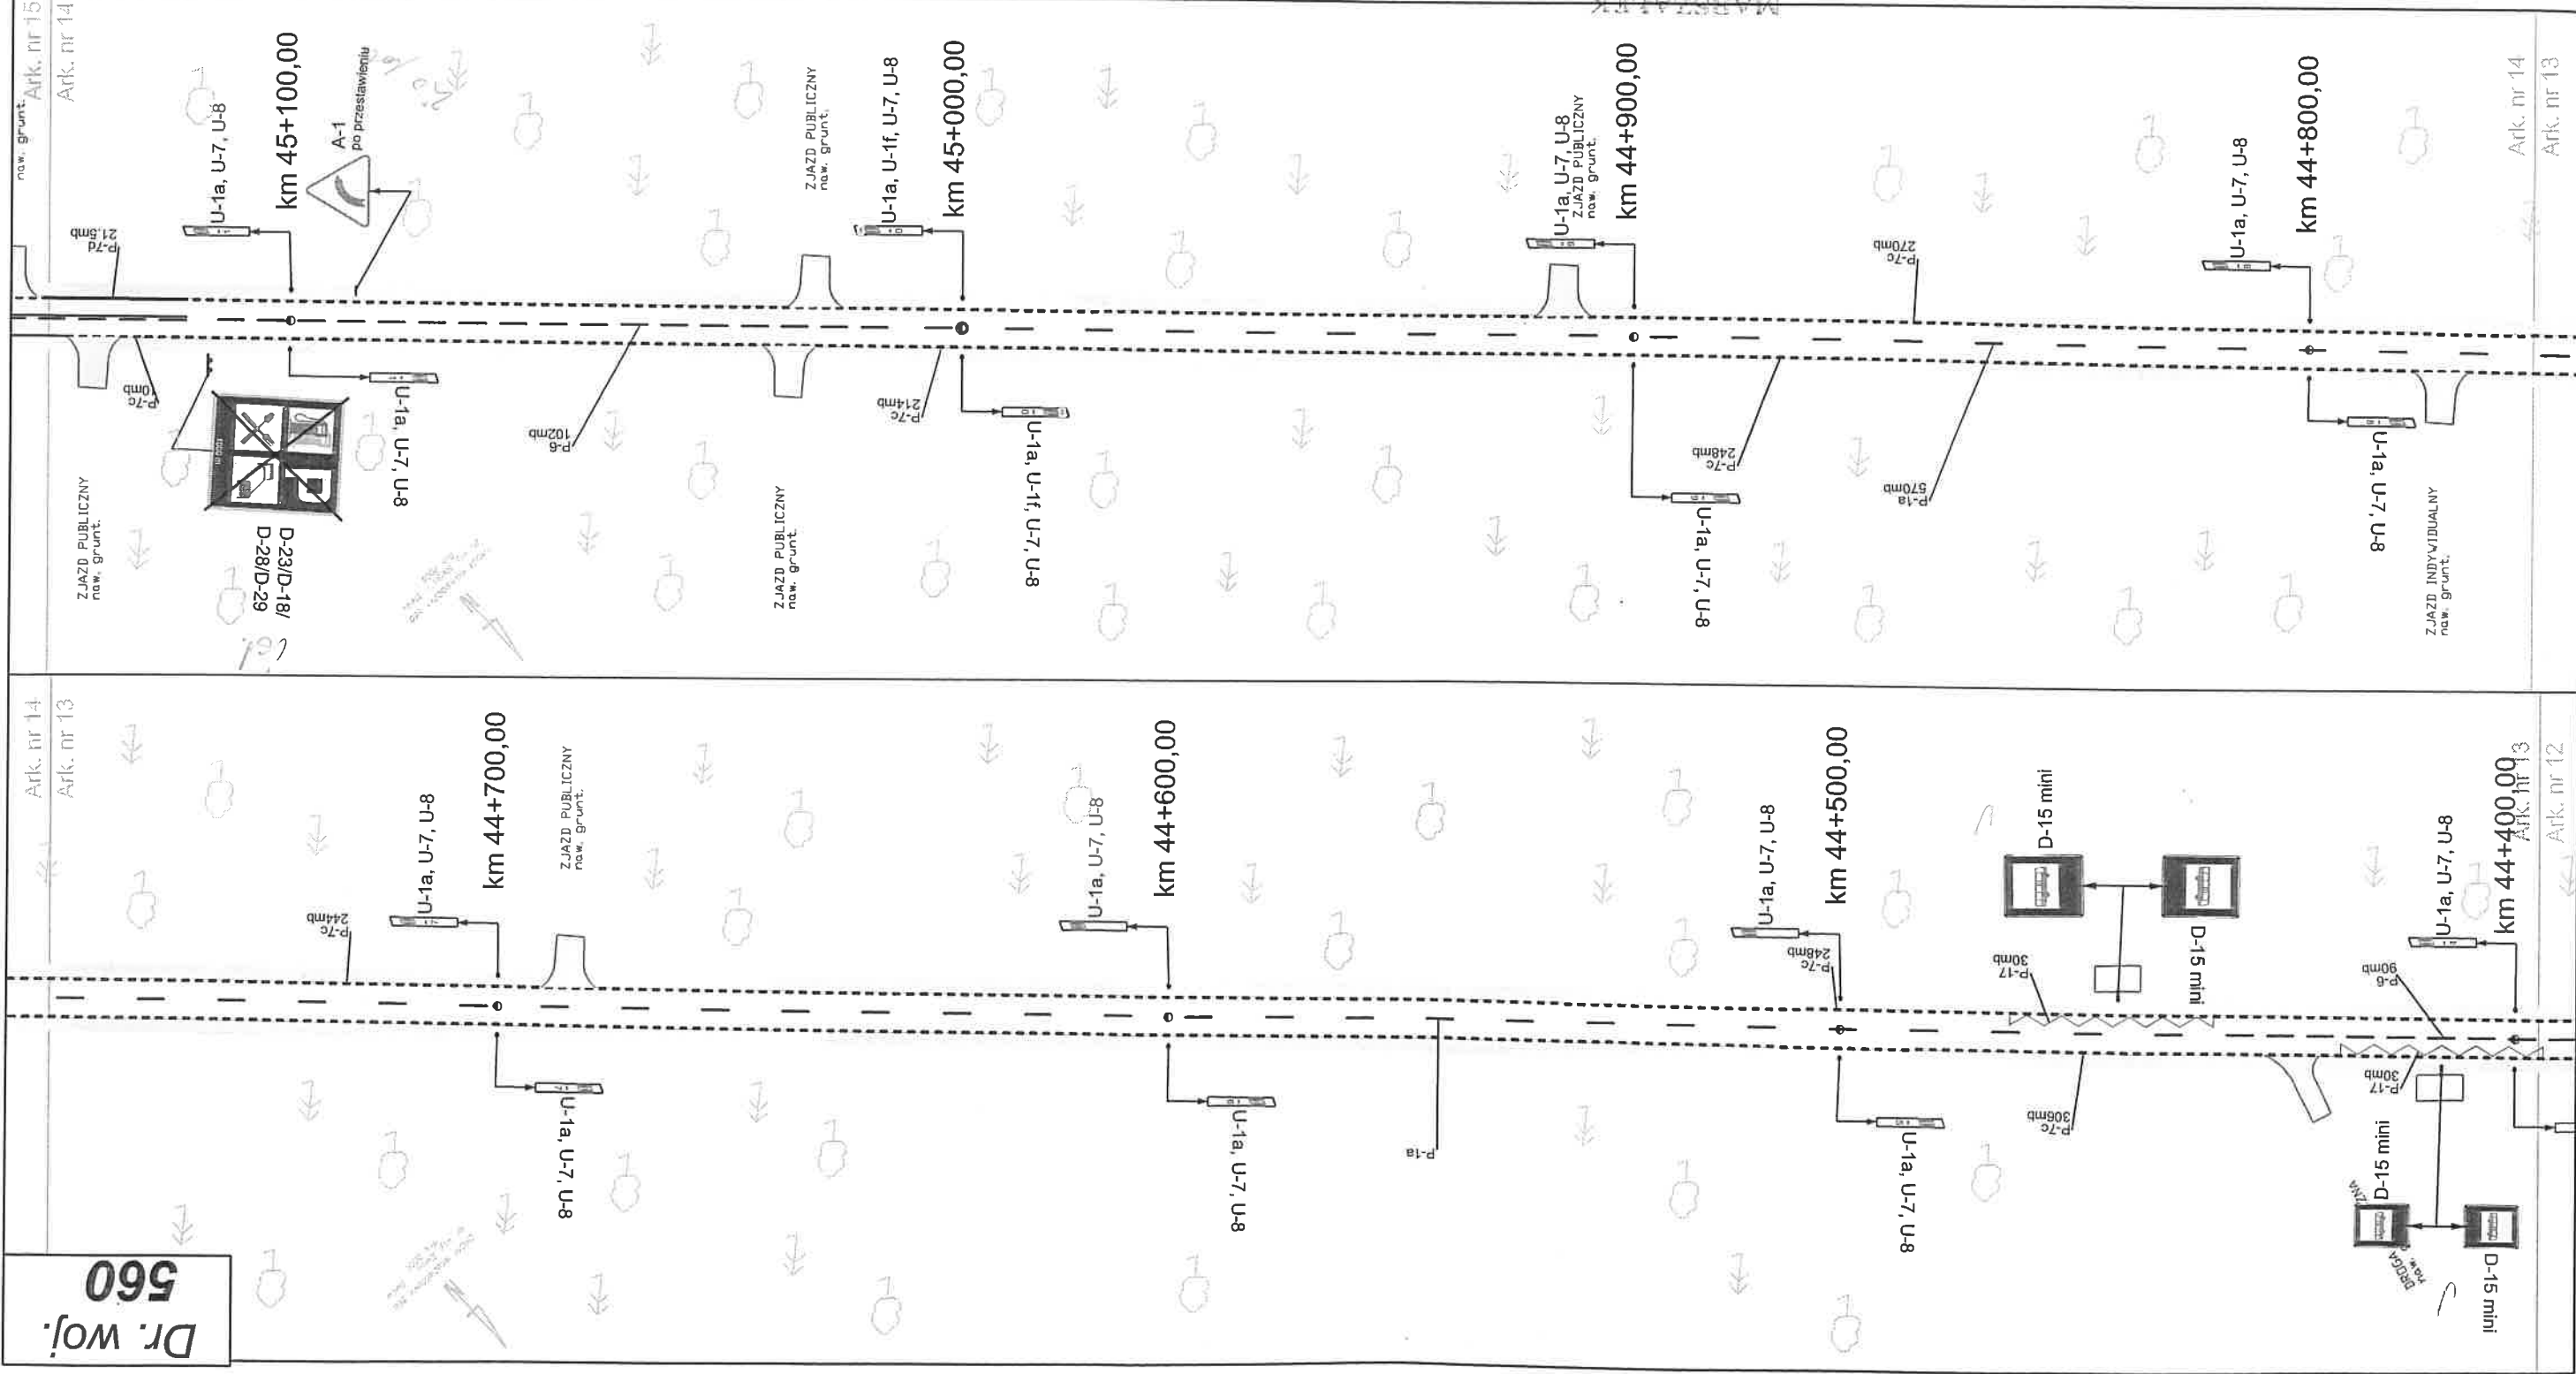 MARSZAŁEK
Ark. nr 15
Ark. nr 14
naw. grunt.
P-7d
21.5mb
U-1a, U-7, U-8
km 45+100,00
A-1
po przestawieniu
ZJAZD PUBLICZNY
naw. grunt.
U-1a, U-1f, U-7, U-8
km 45+000,00
U-1a, U-7, U-8
ZJAZD PUBLICZNY
naw. grunt.
km 44+900,00
P-7c
270mb
U-1a, U-7, U-8
km 44+800,00
Ark. nr 14
Ark. nr 13
P-7c
10mb
ZJAZD PUBLICZNY
naw. grunt.
1000 m
P
D-23/D-18/
D-28/D-29
U-1a, U-7, U-8
P-6
102mb
ZJAZD PUBLICZNY
naw. grunt.
P-7c
214mb
U-1a, U-1f, U-7, U-8
P-7c
248mb
U-1a, U-7, U-8
P-1a
570mb
U-1a, U-7, U-8
ZJAZD INDYWIDUALNY
naw. grunt.
Ark. nr 14
Ark. nr 13
P-7c
244mb
U-1a, U-7, U-8
km 44+700,00
ZJAZD PUBLICZNY
naw. grunt.
U-1a, U-7, U-8
km 44+600,00
U-1a, U-7, U-8
km 44+500,00
P-7c
248mb
D-15 mini
D-15 mini
P-17
30mb
P-6
90mb
U-1a, U-7, U-8
km 44+400,00
Ark. nr 13
Ark. nr 12
U-1a, U-7, U-8
U-1a, U-7, U-8
P-1a
U-1a, U-7, U-8
P-7c
306mb
P-17
30mb
D-15 mini
D-15 mini
DROGA
naw.
Dr. woj.
560